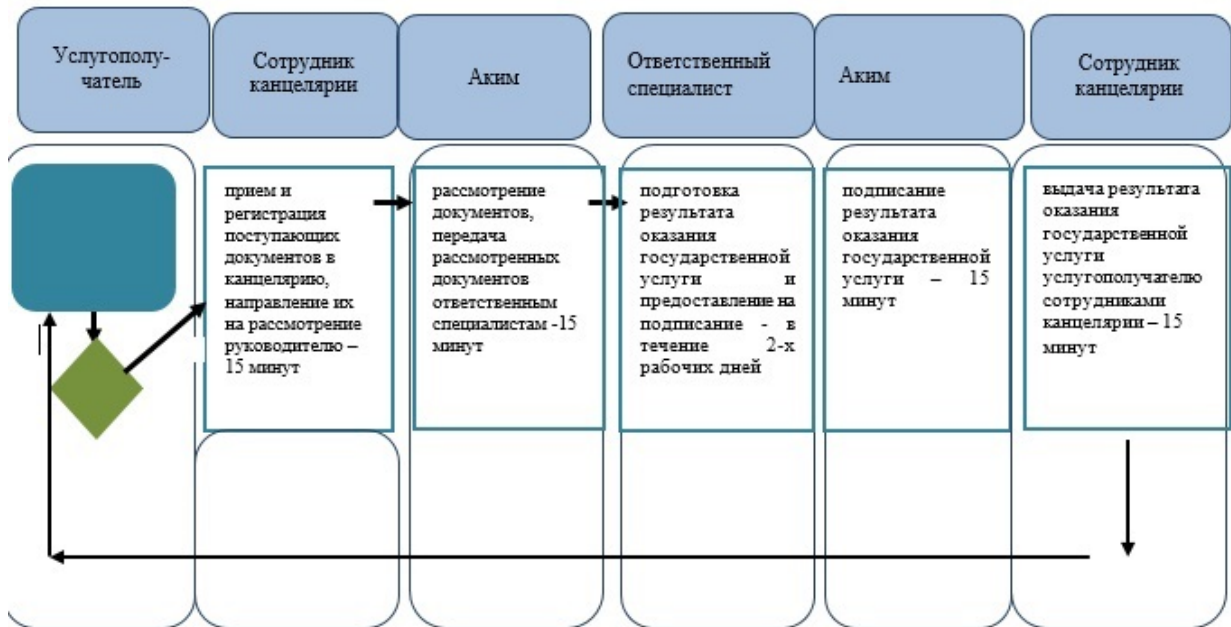 Услугополу-
чатель
Сотрудник
канцелярии
Аким
Ответственный
специалист
Аким
Сотрудник
канцелярии
прием и
регистрация
поступающих
документов в
канцелярию,
направление их
на рассмотрение
руководителю –
15 минут
рассмотрение
документов,
передача
рассмотренных
документов
ответственным
специалистам -15
минут
подготовка
результата
оказания
государственной
услуги и
предоставление на
подписание - в
течение 2-х
рабочих дней
подписание
результата
оказания
государственной
услуги – 15
минут
выдача результата
оказания
государственной
услуги
услугополучателю
сотрудниками
канцелярии – 15
минут